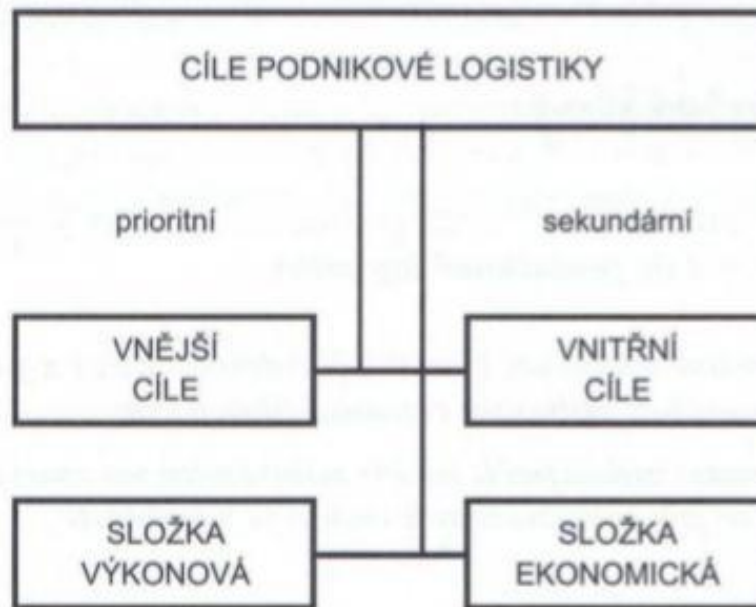 CÍLE PODNIKOVÉ LOGISTIKY
prioritní
sekundární
VNĚJŠÍ
CÍLE
VNITŘNÍ
CÍLE
SLOŽKA
VÝKONOVÁ
SLOŽKA
EKONOMICKÁ